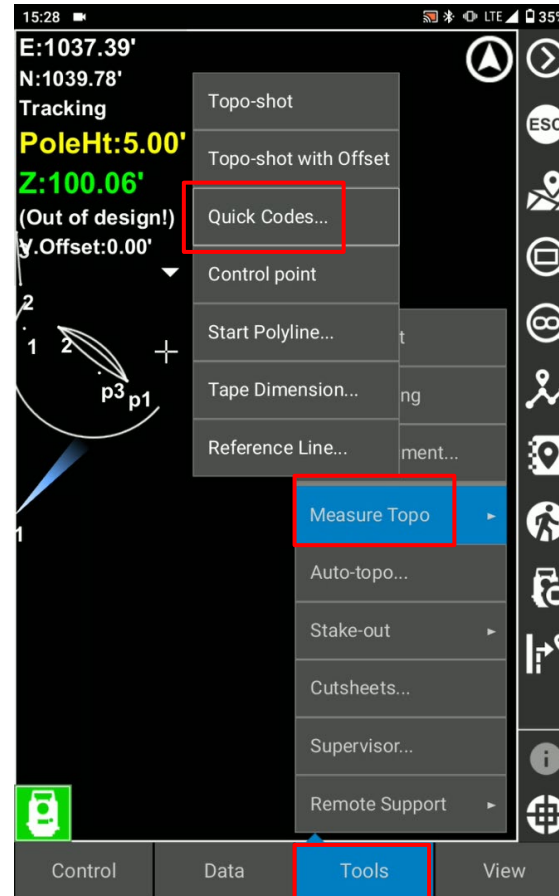 15:28
LTE
35%
E:1037.39'
N:1039.78'
Tracking
PoleHt:5.00'
Z:100.06'
(Out of design!)
V.Offset:0.00'
3
2
1
2
p3
p1
1
Topo-shot
Topo-shot with Offset
Quick Codes...
Control point
Start Polyline...
Tape Dimension...
Reference Line...
t
ng
ment...
Measure Topo
Auto-topo...
Stake-out
Cutsheets...
Supervisor...
Remote Support
ESC
Control
Data
Tools
View